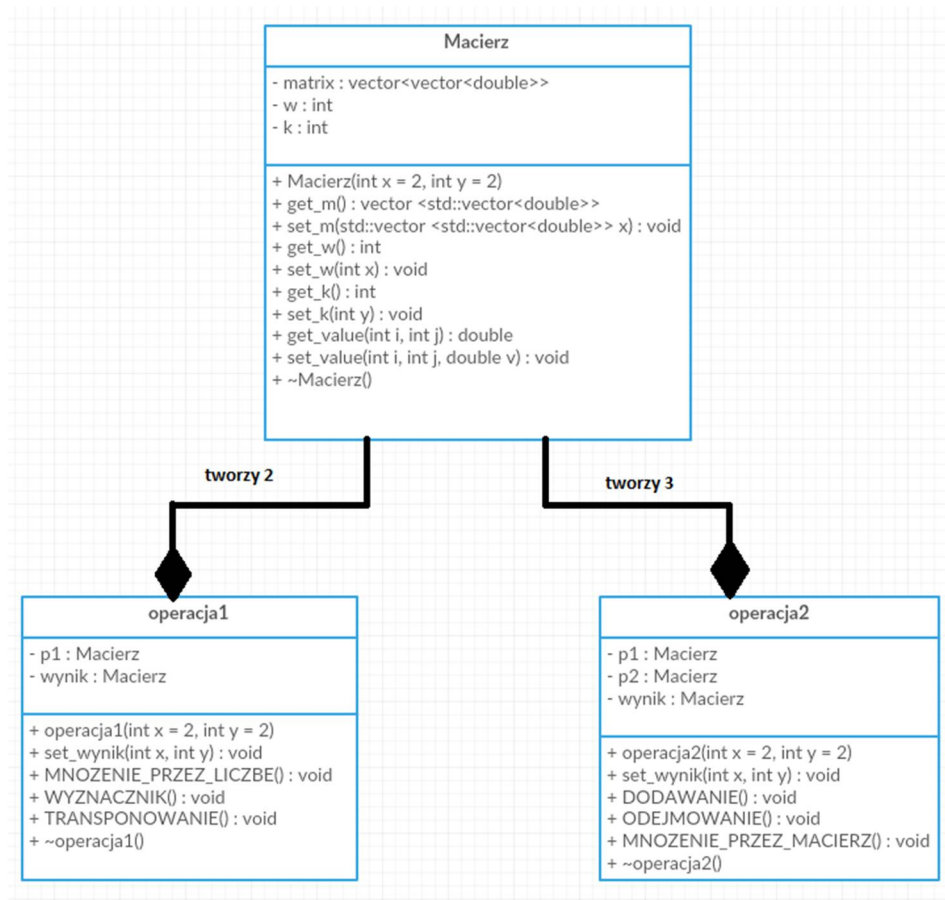 Macierz
- matrix : vector<vector<double>>
- w : int
- k : int
+ Macierz(int x = 2, int y = 2)
+ get_m() : vector <std::vector<double>>
+ set_m(std::vector <std::vector<double>> x) : void
+ get_w() : int
+ set_w(int x) : void
+ get_k() : int
+ set_k(int y) : void
+ get_value(int i, int j) : double
+ set_value(int i, int j, double v) : void
+ ~Macierz()
tworzy 2
tworzy 3
operacja1
- p1 : Macierz
- wynik : Macierz
+ operacja1(int x = 2, int y = 2)
+ set_wynik(int x, int y) : void
+ MNOZENIE_PRZEZ_LICZBE() : void
+ WYZNACZNIK() : void
+ TRANSPONOWANIE() : void
+ ~operacja1()
operacja2
- p1 : Macierz
- p2 : Macierz
- wynik : Macierz
+ operacja2(int x = 2, int y = 2)
+ set_wynik(int x, int y) : void
+ DODAWANIE() : void
+ ODEJMOWANIE() : void
+ MNOZENIE_PRZEZ_MACIERZ() : void
+ ~operacja2()